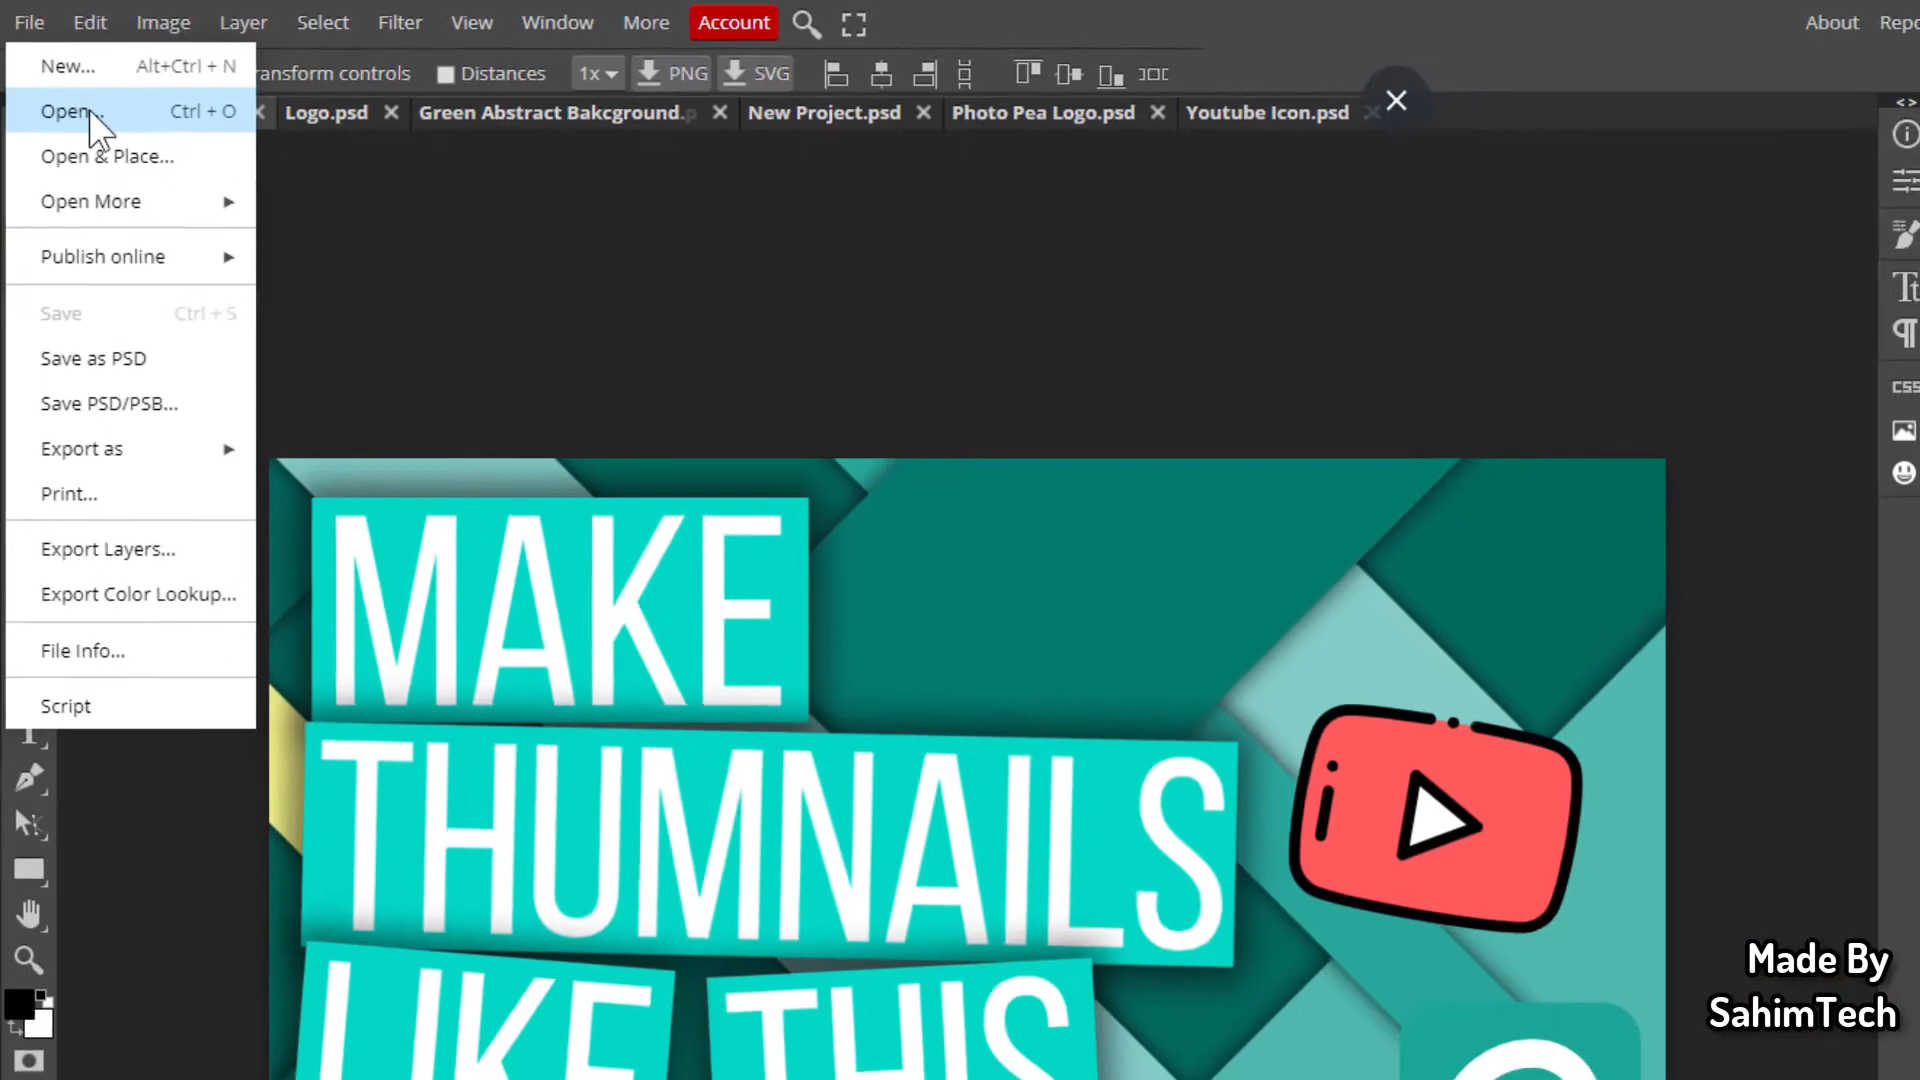 File Edit Image Layer Select Filter View Window More Account About
New... Alt+Ctrl + N
ansform controls Distances 1x PNG SVG
Open... Ctrl + O
Logo.psd Green Abstract Bakcground.p New Project.psd Photo Pea Logo.psd Youtube Icon.psd
Open & Place...
Open More
Publish online
Save Ctrl + S
Save as PSD
Save PSD/PSB...
Export as
Print...
Export Layers...
Export Color Lookup...
File Info...
Script
CSS
MAKE
THUMNAILS
LIKE THIS
Made By
SahimTech